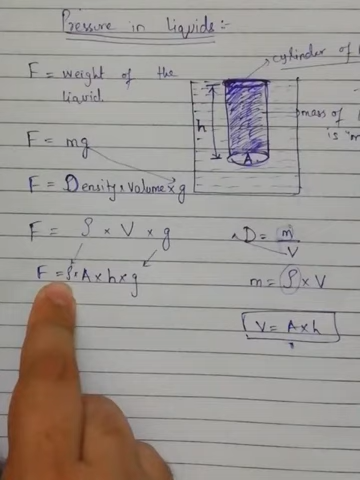 Pressure in Liquids:-
cylinder of
F = weight of the
liquid.
h
mass of
is "m
A
F = mg
F = Density x volume x g
F = ρ x V x g
D = m
V
F = ρ x A x h x g
m = ρ x V
V = A x h